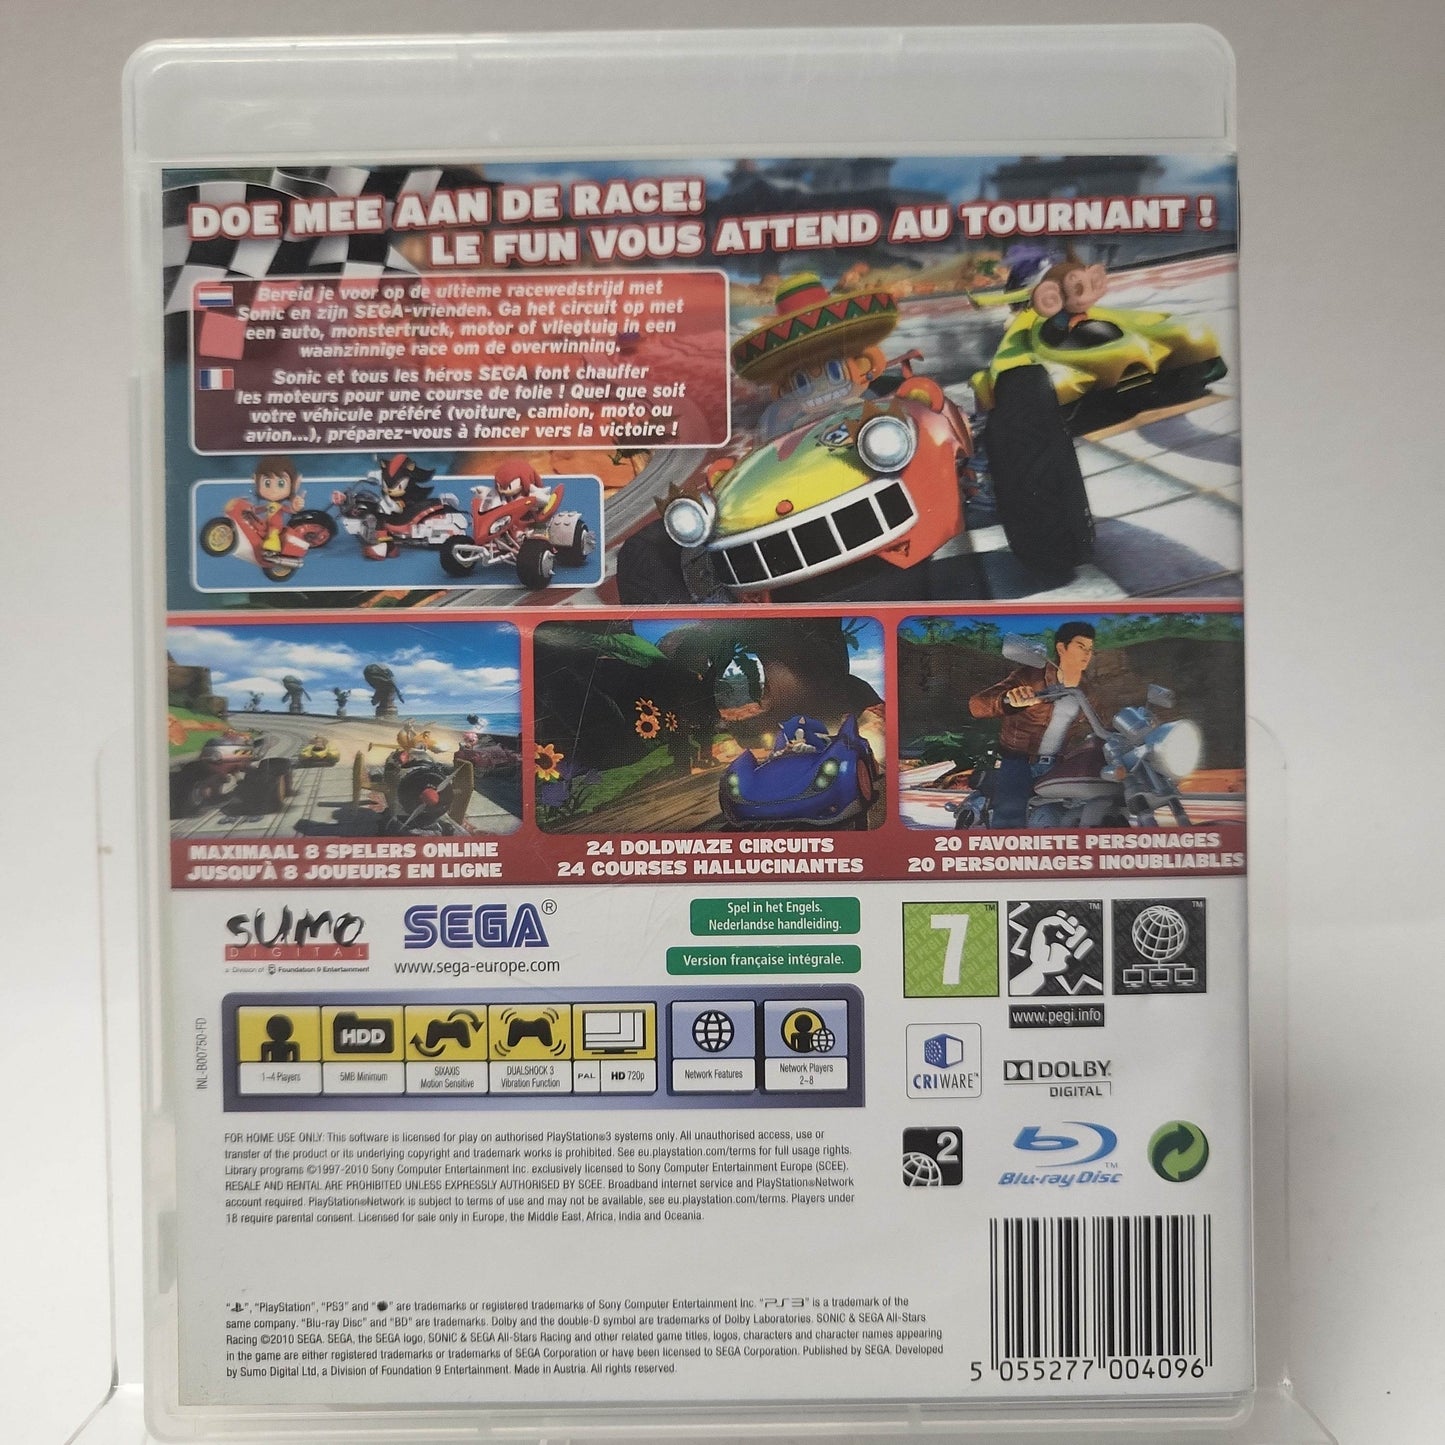 DOE MEE AAN DE RACE!
LE FUN VOUS ATTEND AU TOURNANT !
Bereid je voor op de ultieme racewedstrijd met
Sonic en zijn SEGA-vrienden. Ga het circuit op met
een auto, monstertruck, motor of vliegtuig in een
waanzinnige race om de overwinning.
Sonic et tous les héros SEGA font chauffer
les moteurs pour une course de folie ! Quel que soit
votre véhicule préféré (voiture, camion, moto ou
avion...), préparez-vous à foncer vers la victoire !
MAXIMAAL 8 SPELERS ONLINE
JUSQU'À 8 JOUEURS EN LIGNE
24 DOLDWAZE CIRCUITS
24 COURSES HALLUCINANTES
20 FAVORIETE PERSONAGES
20 PERSONNAGES INOUBLIABLES
SUMO
DIGITAL
a Division of Foundation 9 Entertainment
SEGA®
www.sega-europe.com
Spel in het Engels.
Nederlandse handleiding.
Version française intégrale.
7
www.pegi.info
INL-B00750-FD
HDD
1-4 Players
5MB Minimum
SIXAXIS
Motion Sensitive
DUALSHOCK 3
Vibration Function
PAL
HD 720p
Network Features
Network Players
2-8
CRIWARE™
DOLBY
DIGITAL
2
Blu-ray Disc™
FOR HOME USE ONLY: This software is licensed for play on authorised PlayStation®3 systems only. All unauthorised access, use or
transfer of the product or its underlying copyright and trademark works is prohibited. See eu.playstation.com/terms for full usage rights.
Library programs ©1997-2010 Sony Computer Entertainment Inc. exclusively licensed to Sony Computer Entertainment Europe (SCEE).
RESALE AND RENTAL ARE PROHIBITED UNLESS EXPRESSLY AUTHORISED BY SCEE. Broadband internet service and PlayStation®Network
account required. PlayStation®Network is subject to terms of use and may not be available, see eu.playstation.com/terms. Players under
18 require parental consent. Licensed for sale only in Europe, the Middle East, Africa, India and Oceania.
"", "PlayStation", "PS3" and "" are trademarks or registered trademarks of Sony Computer Entertainment Inc. "PS3" is a trademark of the
same company. "Blu-ray Disc" and "BD" are trademarks. Dolby and the double-D symbol are trademarks of Dolby Laboratories. SONIC & SEGA All-Stars
Racing ©2010 SEGA. SEGA, the SEGA logo, SONIC & SEGA All-Stars Racing and other related game titles, logos, characters and character names appearing
in the game are either registered trademarks or trademarks of SEGA Corporation or have been licensed to SEGA Corporation. Published by SEGA. Developed
by Sumo Digital Ltd, a Division of Foundation 9 Entertainment. Made in Austria. All rights reserved.
5 055277 004096